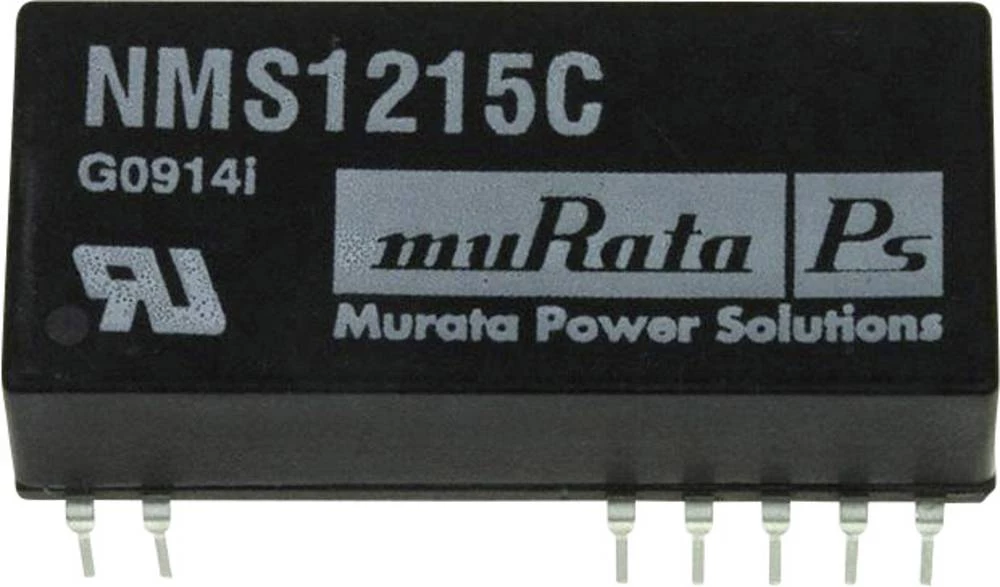 NMS1215C
G0914i
muRata Ps
Murata Power Solutions